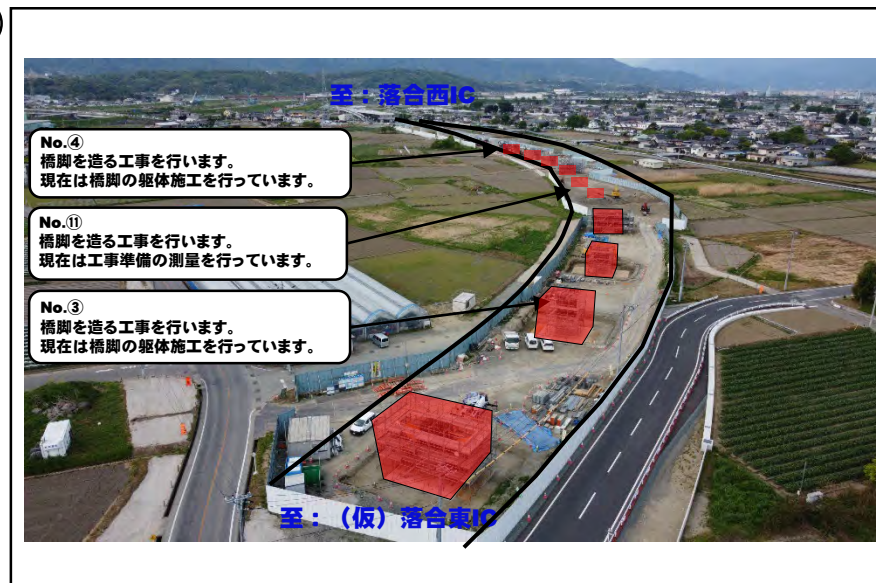 至：落合西IC
No.④
橋脚を造る工事を行います。
現在は橋脚の躯体施工を行っています。
No.⑪
橋脚を造る工事を行います。
現在は工事準備の測量を行っています。
No.③
橋脚を造る工事を行います。
現在は橋脚の躯体施工を行っています。
至：（仮）落合東IC